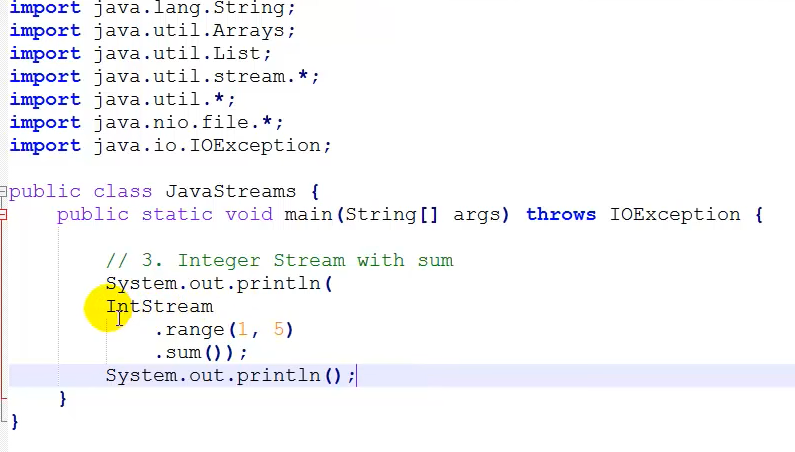 import java.lang.String;
import java.util.Arrays;
import java.util.List;
import java.util.stream.*;
import java.util.*;
import java.nio.file.*;
import java.io.IOException;
public class JavaStreams {
public static void main(String[] args) throws IOException {
// 3. Integer Stream with sum
System.out.println(
IntStream
.range(1, 5)
.sum());
System.out.println();
}
}